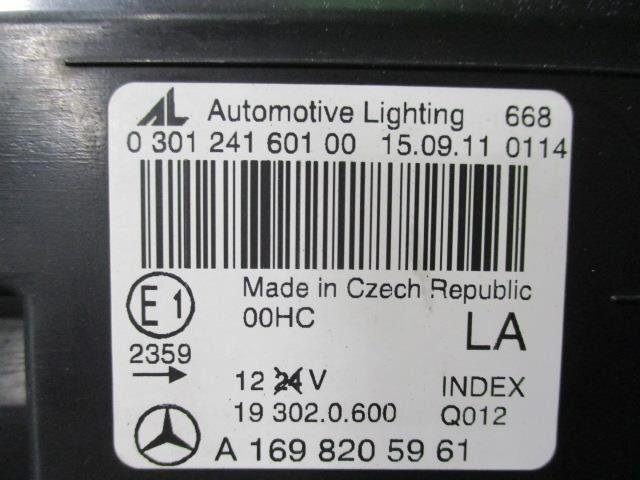 AL Automotive Lighting 668
0 301 241 601 00 15.09.11 0114
Made in Czech Republic
E1 00HC LA
2359
12 24 V INDEX
19 302.0.600 Q012
A 169 820 59 61